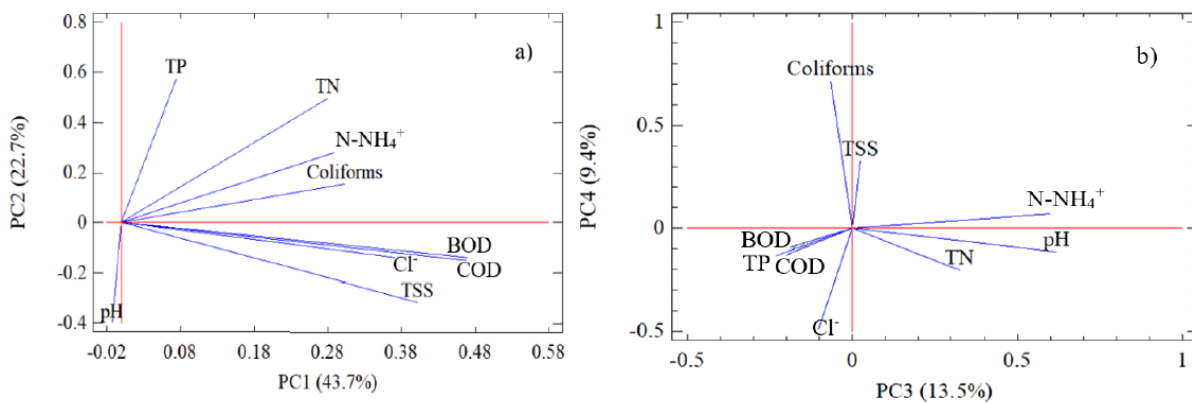 a)
0.8
0.6
0.4
0.2
0
-0.2
-0.4
PC2 (22.7%)
TP
TN
N-NH₄⁺
Coliforms
BOD
Cl⁻
COD
TSS
pH
-0.02 0.08 0.18 0.28 0.38 0.48 0.58
PC1 (43.7%)
b)
1
0.5
0
-0.5
PC4 (9.4%)
Coliforms
TSS
N-NH₄⁺
BOD
pH
TP
COD
TN
Cl⁻
-0.5 0 0.5 1
PC3 (13.5%)